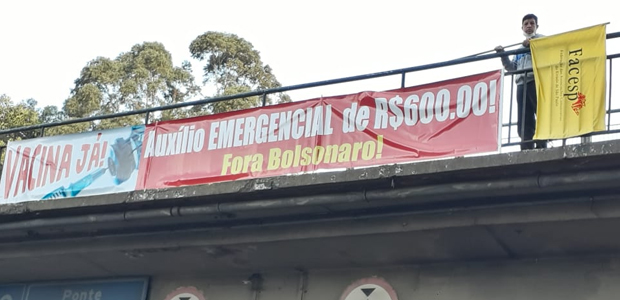 VACINA JÁ!
Auxílio EMERGENCIAL de R$600.00!
Fora Bolsonaro!
Facesp
Ponte